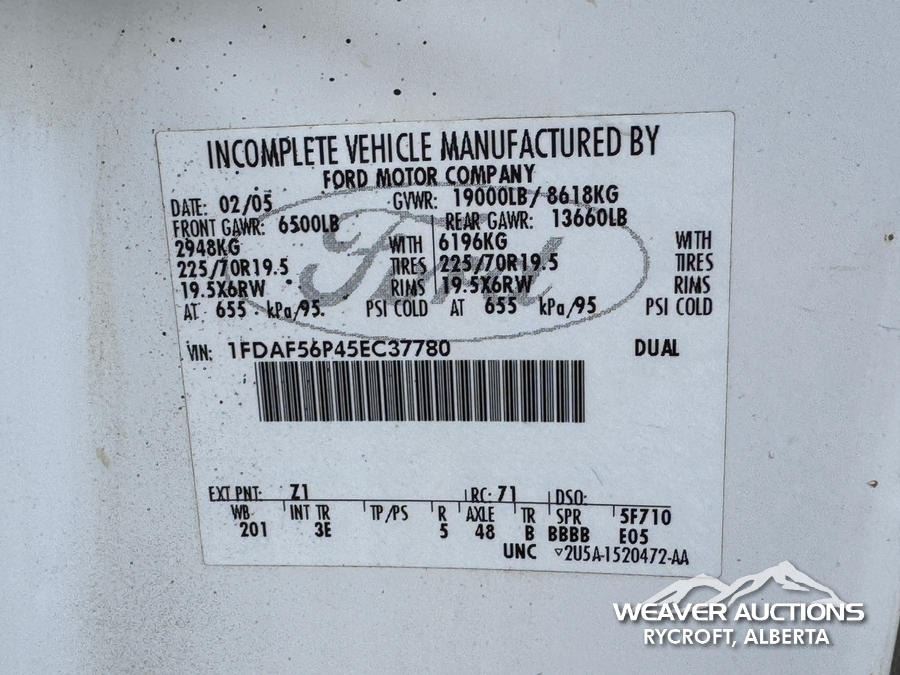 INCOMPLETE VEHICLE MANUFACTURED BY
FORD MOTOR COMPANY
DATE: 02/05 GVWR: 19000LB/ 8618KG
FRONT GAWR: 6500LB REAR GAWR: 13660LB
2948KG WITH 6196KG WITH
225/70R19.5 TIRES 225/70R19.5 TIRES
19.5X6RW RIMS 19.5X6RW RIMS
AT 655 kPa/95. PSI COLD AT 655 kPa/95 PSI COLD
Ford
VIN: 1FDAF56P45EC37780 DUAL
EXT PNT: Z1 RC: 71 DSO:
WB INT TR TP/PS R AXLE TR SPR 5F710
201 3E 5 48 B BBBB E05
UNC ▽2U5A-1520472-AA
WEAVER AUCTIONS
RYCROFT, ALBERTA